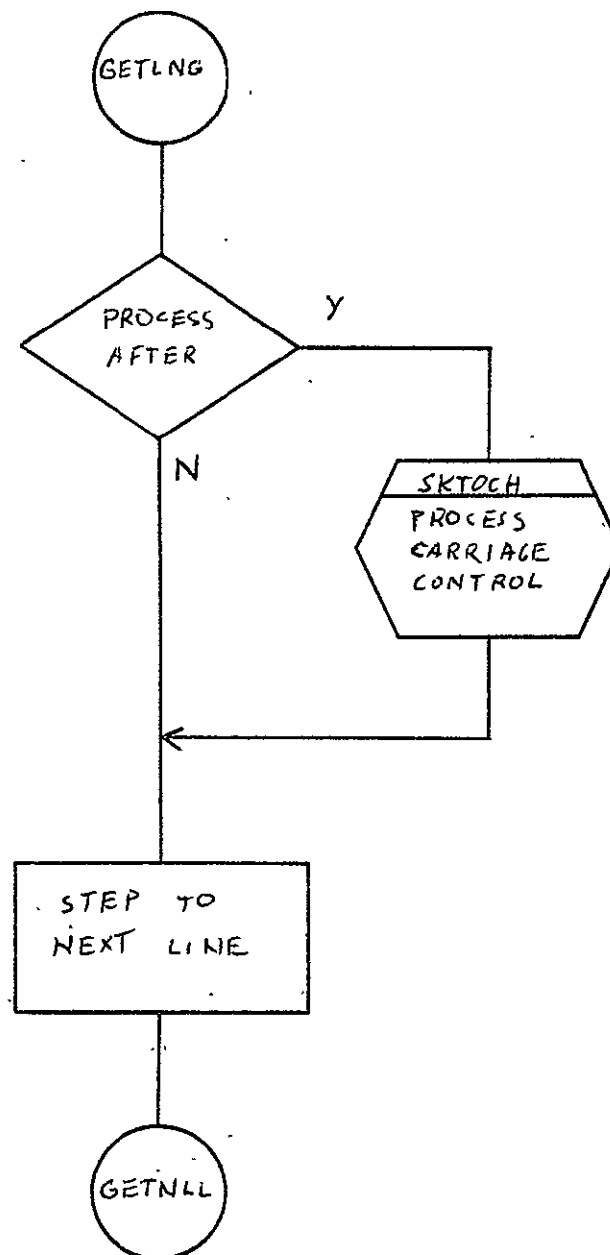 GETLNG
PROCESS
AFTER
Y
N
SKTOCH
PROCESS
CARRIAGE
CONTROL
STEP TO
NEXT LINE
GETNLL